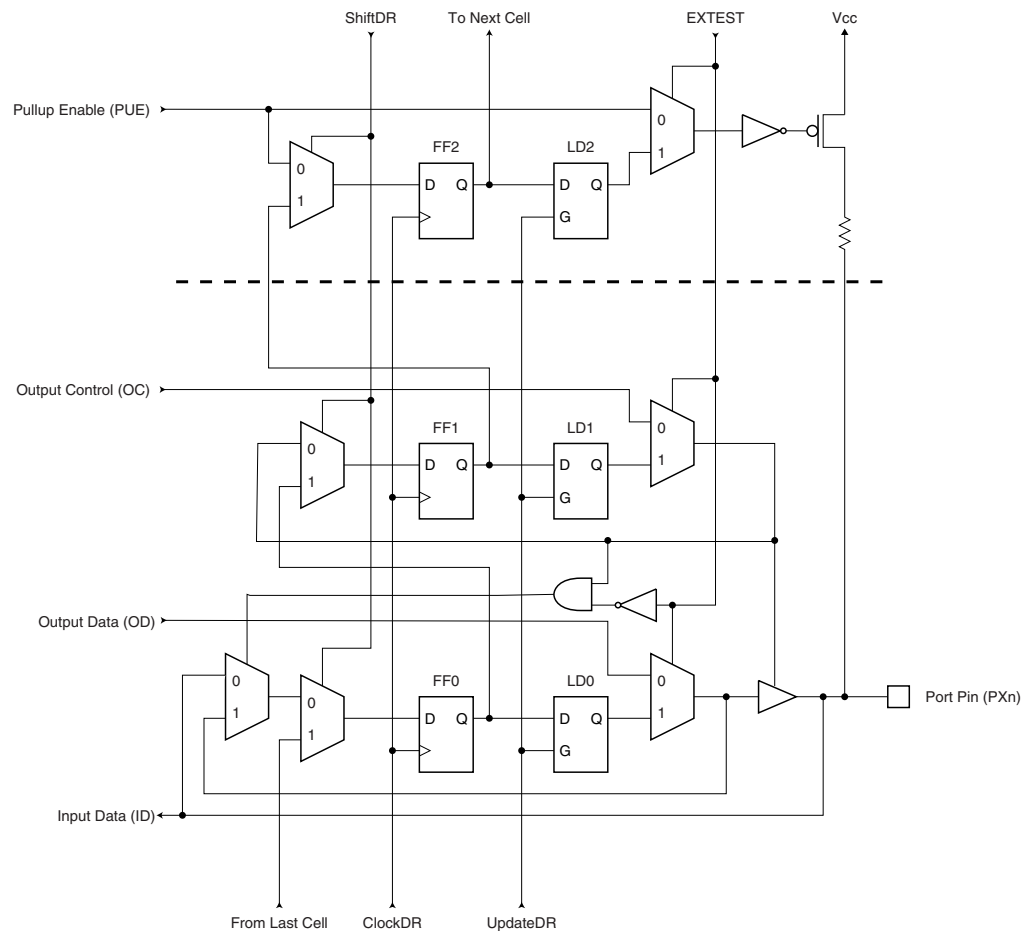 ShiftDR
To Next Cell
EXTEST
Vcc
Pullup Enable (PUE)
0
1
FF2
D Q
LD2
D Q
G
0
1
Output Control (OC)
0
1
FF1
D Q
LD1
D Q
G
0
1
Output Data (OD)
0
1
0
1
FF0
D Q
LD0
D Q
G
0
1
Port Pin (PXn)
Input Data (ID)
From Last Cell
ClockDR
UpdateDR